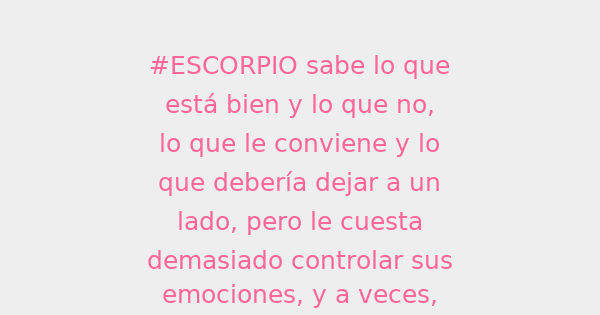 #ESCORPIO sabe lo que
está bien y lo que no,
lo que le conviene y lo
que debería dejar a un
lado, pero le cuesta
demasiado controlar sus
emociones, y a veces,